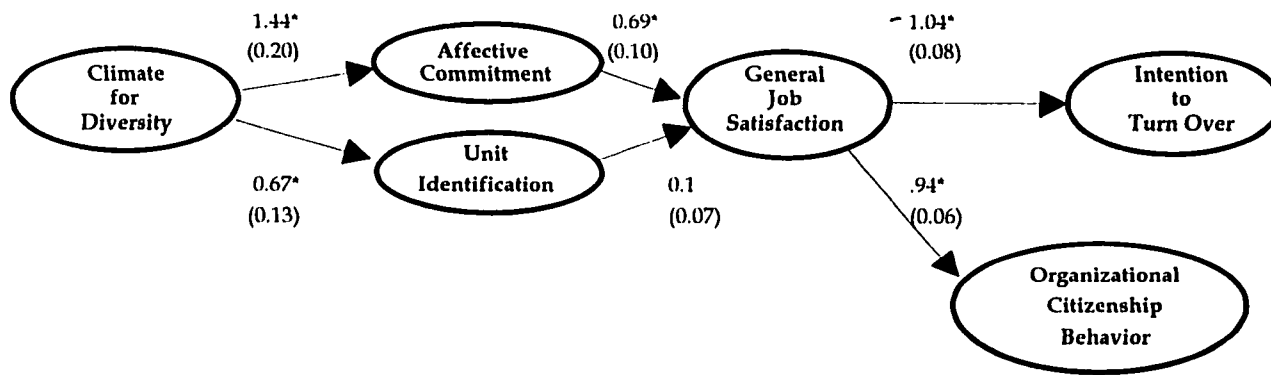 1.44*
(0.20)
0.69*
(0.10)
- 1.04*
(0.08)
Climate
for
Diversity
Affective
Commitment
General
Job
Satisfaction
Intention
to
Turn Over
Unit
Identification
0.67*
(0.13)
0.1
(0.07)
.94*
(0.06)
Organizational
Citizenship
Behavior